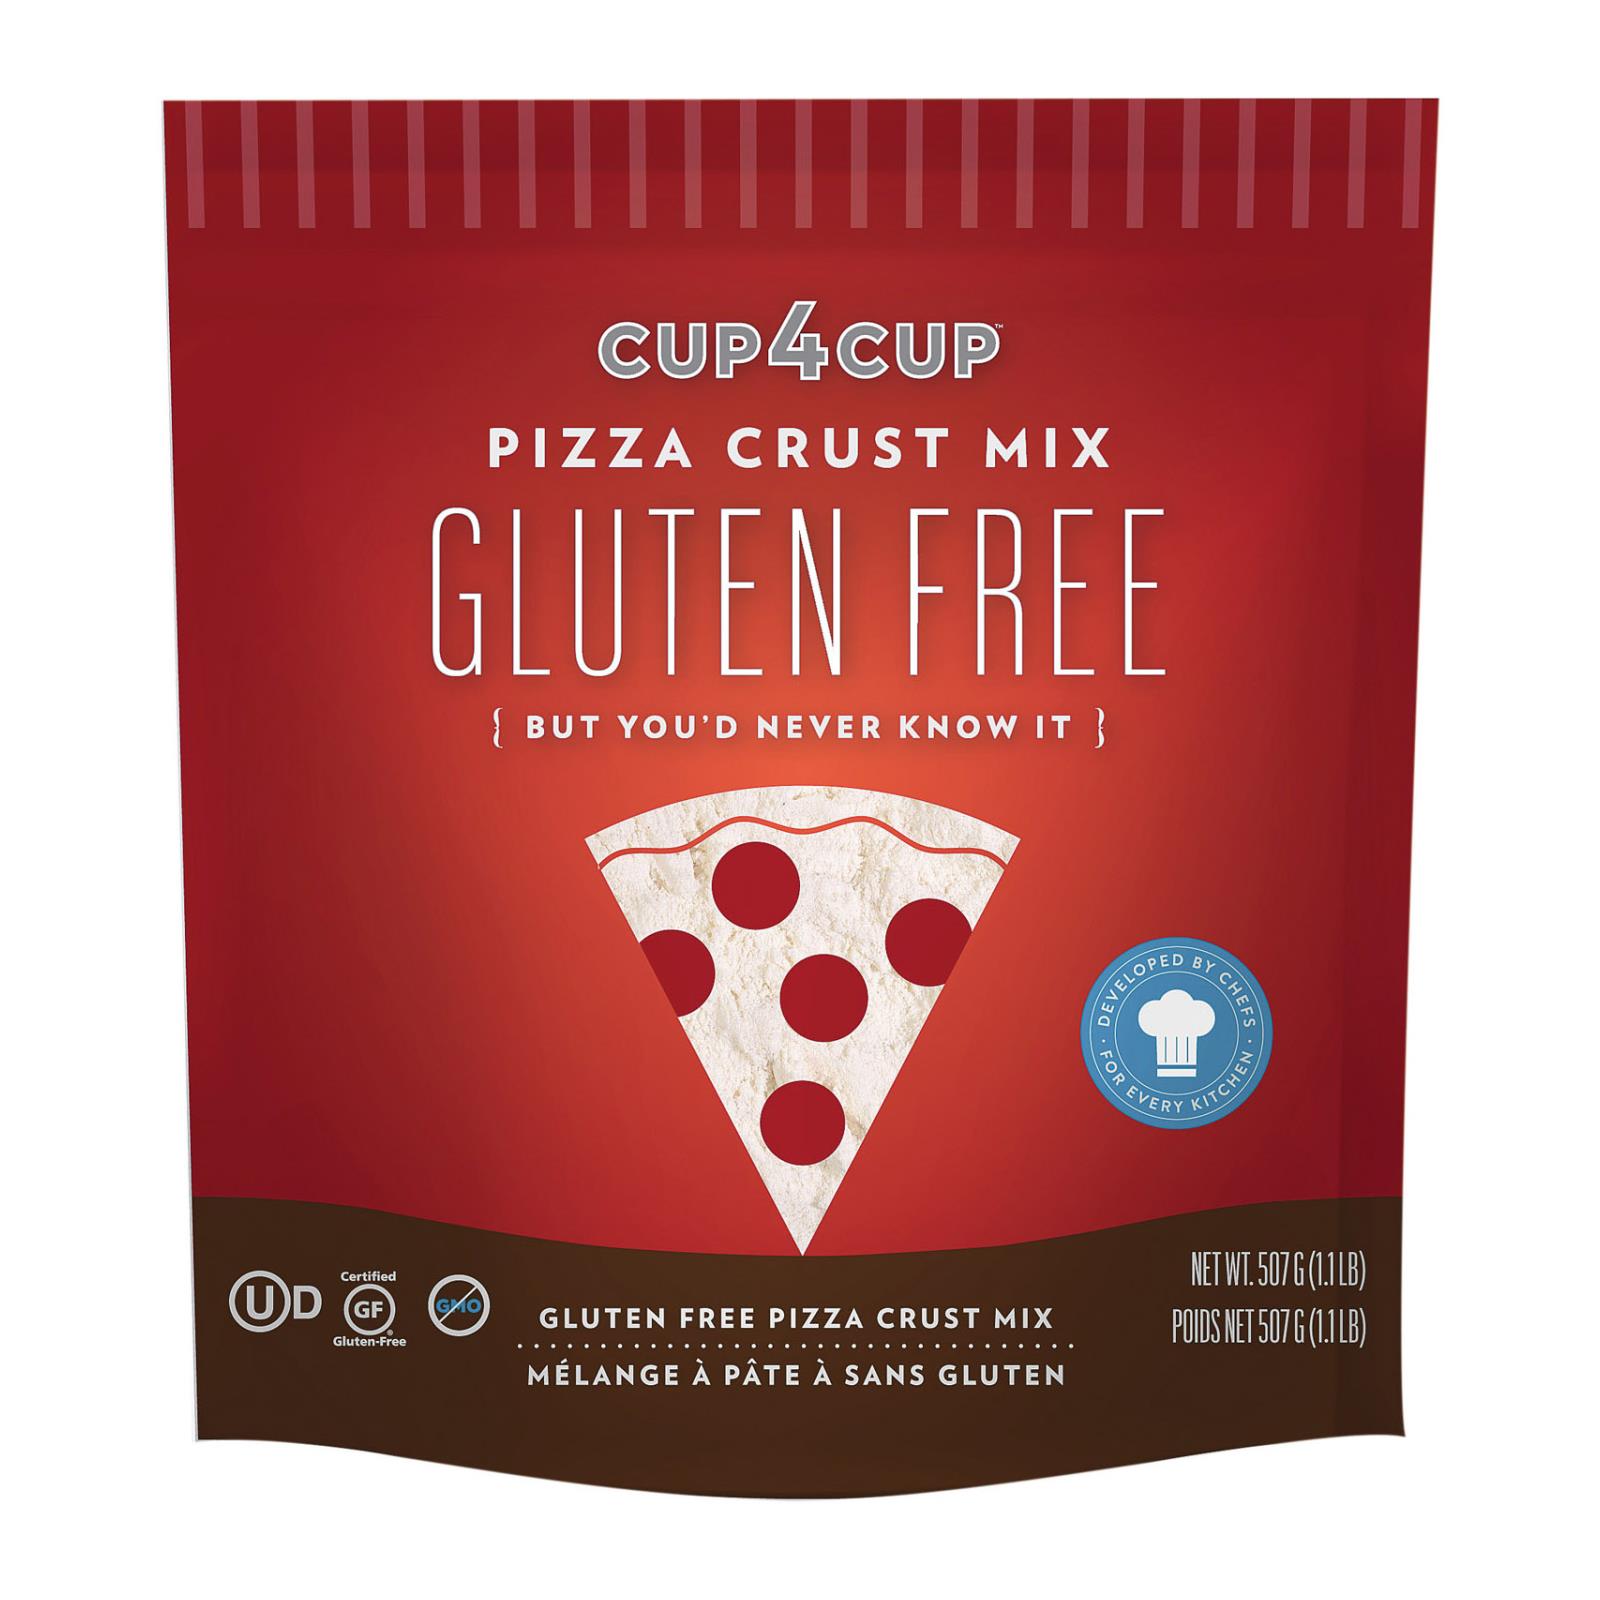 CUP4CUP™
PIZZA CRUST MIX
GLUTEN FREE
{ BUT YOU'D NEVER KNOW IT }
· DEVELOPED BY CHEFS ·
FOR EVERY KITCHEN
UD
Certified
GF
Gluten-Free®
GMO
GLUTEN FREE PIZZA CRUST MIX
MÉLANGE À PÂTE À SANS GLUTEN
NET WT. 507 G (1.1 LB)
POIDS NET 507 G (1.1 LB)